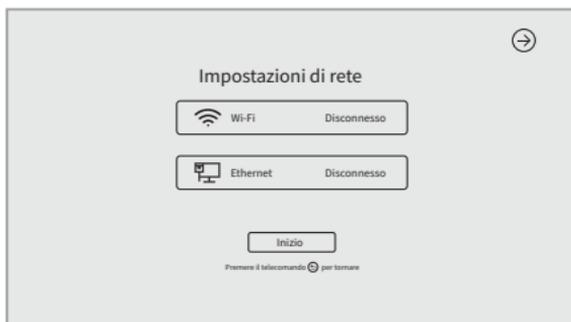 Impostazioni di rete
Wi-Fi Disconnesso
Ethernet Disconnesso
Inizio
Premere il telecomando per tornare